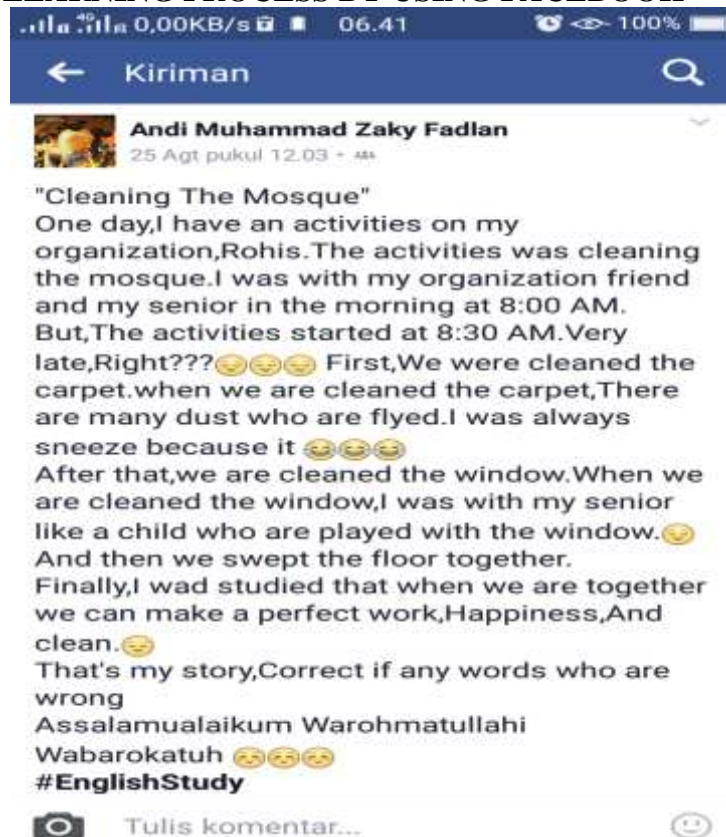 LEARNING PROCESS BY USING FACEBOOK
4G 0,00KB/s 06.41 100%
Kiriman
Andi Muhammad Zaky Fadlan
25 Agt pukul 12.03
"Cleaning The Mosque"
One day,I have an activities on my
organization,Rohis.The activities was cleaning
the mosque.I was with my organization friend
and my senior in the morning at 8:00 AM.
But,The activities started at 8:30 AM.Very
late,Right???😔😔😔 First,We were cleaned the
carpet.when we are cleaned the carpet,There
are many dust who are flyed.I was always
sneeze because it 😂😂😂
After that,we are cleaned the window.When we
are cleaned the window,I was with my senior
like a child who are played with the window.😔
And then we swept the floor together.
Finally,I wad studied that when we are together
we can make a perfect work,Happiness,And
clean.😔
That's my story,Correct if any words who are
wrong
Assalamualaikum Warohmatullahi
Wabarokatuh ☺☺☺
#EnglishStudy
Tulis komentar...